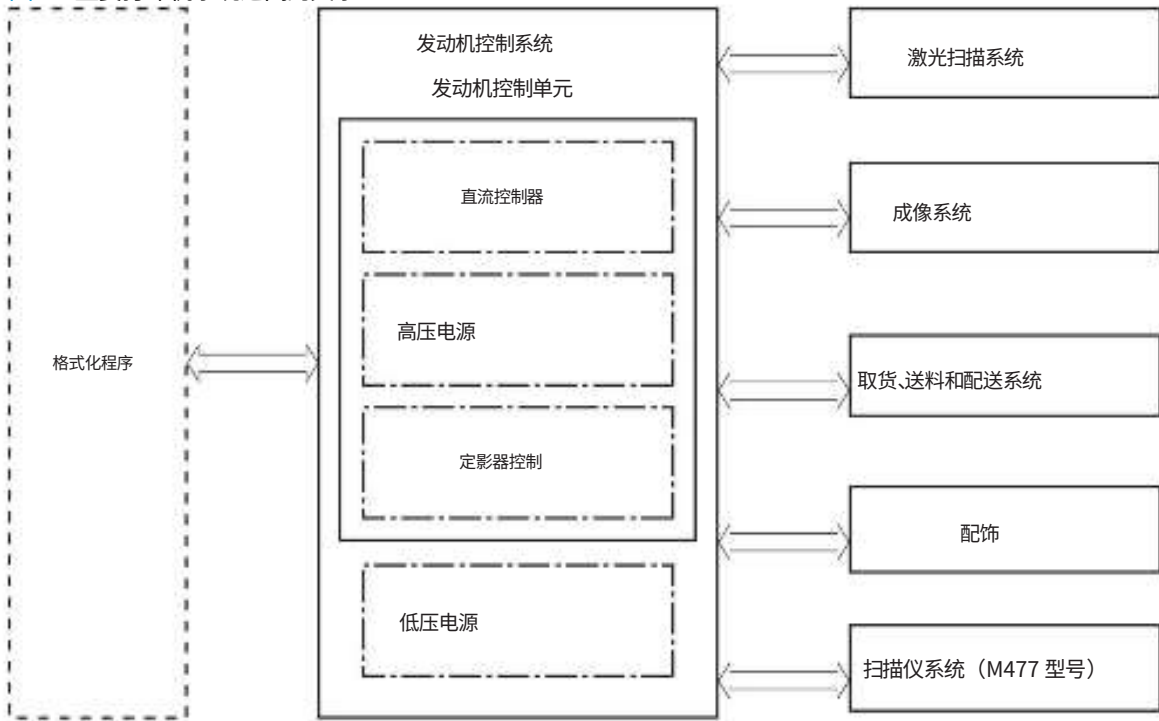 发动机控制系统
发动机控制单元
直流控制器
高压电源
定影器控制
低压电源
格式化程序
激光扫描系统
成像系统
取货、送料和配送系统
配饰
扫描仪系统（M477 型号）